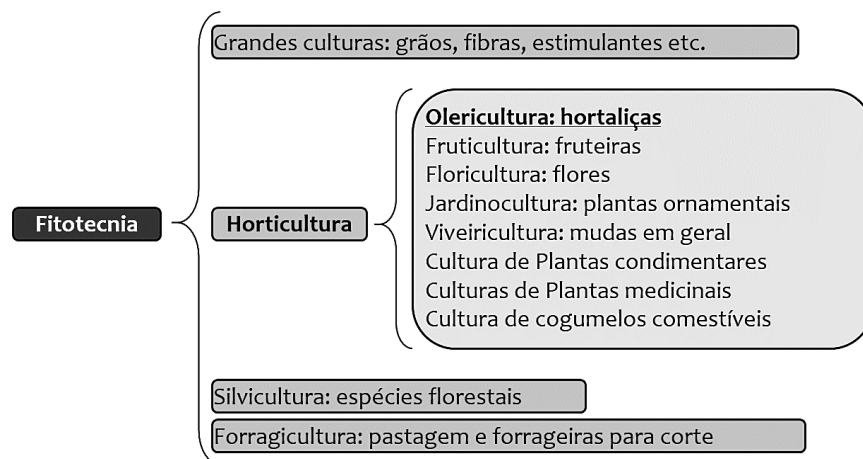 Grandes culturas: grãos, fibras, estimulantes etc.
Olericultura: hortaliças
Fruticultura: fruteiras
Floricultura: flores
Jardinocultura: plantas ornamentais
Fitotecnia
Horticultura
Viveiricultura: mudas em geral
Cultura de Plantas condimentares
Culturas de Plantas medicinais
Cultura de cogumelos comestíveis
Silvicultura: espécies florestais
Forragicultura: pastagem e forrageiras para corte